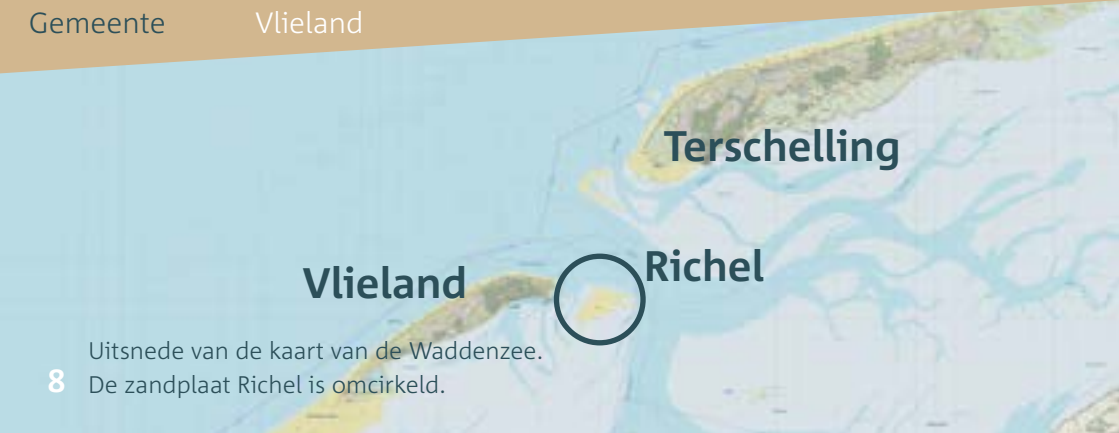 Gemeente Vlieland
Terschelling
Richel
Vlieland
Uitsnede van de kaart van de Waddenzee.
8 De zandplaat Richel is omcirkeld.